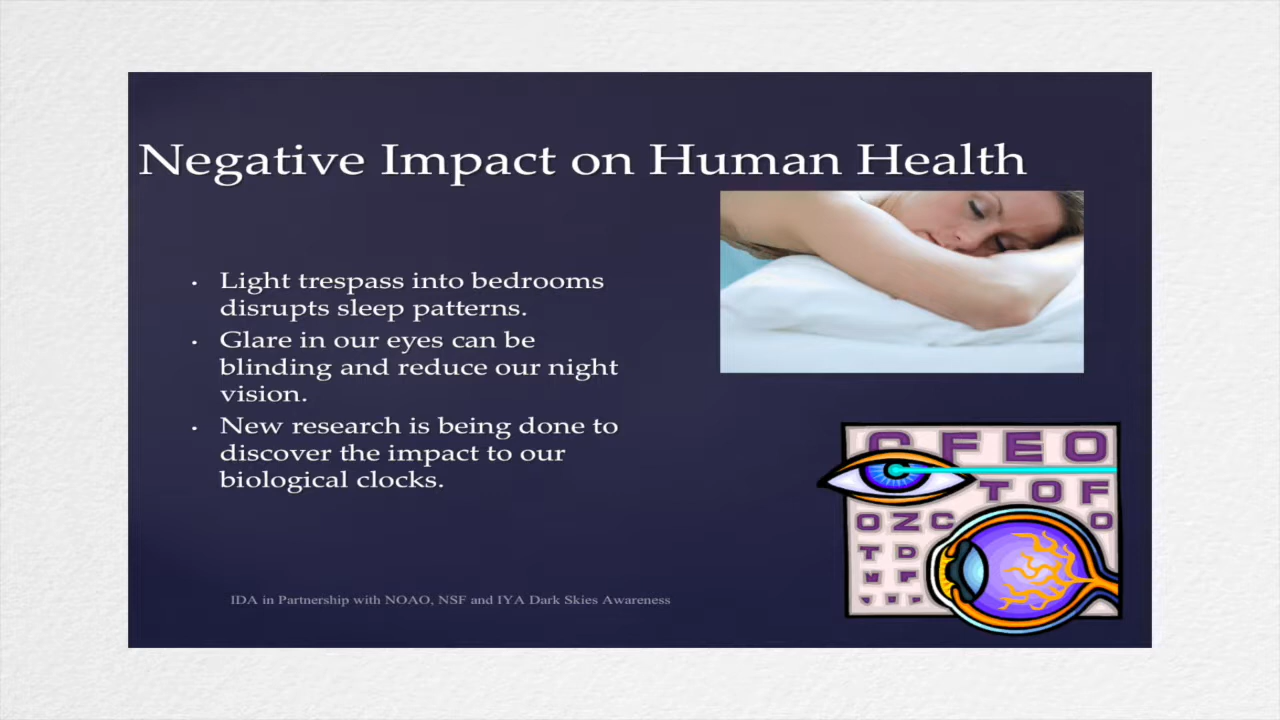 Negative Impact on Human Health
• Light trespass into bedrooms
disrupts sleep patterns.
• Glare in our eyes can be
blinding and reduce our night
vision.
• New research is being done to
discover the impact to our
biological clocks.
IDA in Partnership with NOAO, NSF and IYA Dark Skies Awareness
F E O
T O F
O Z C O
T D